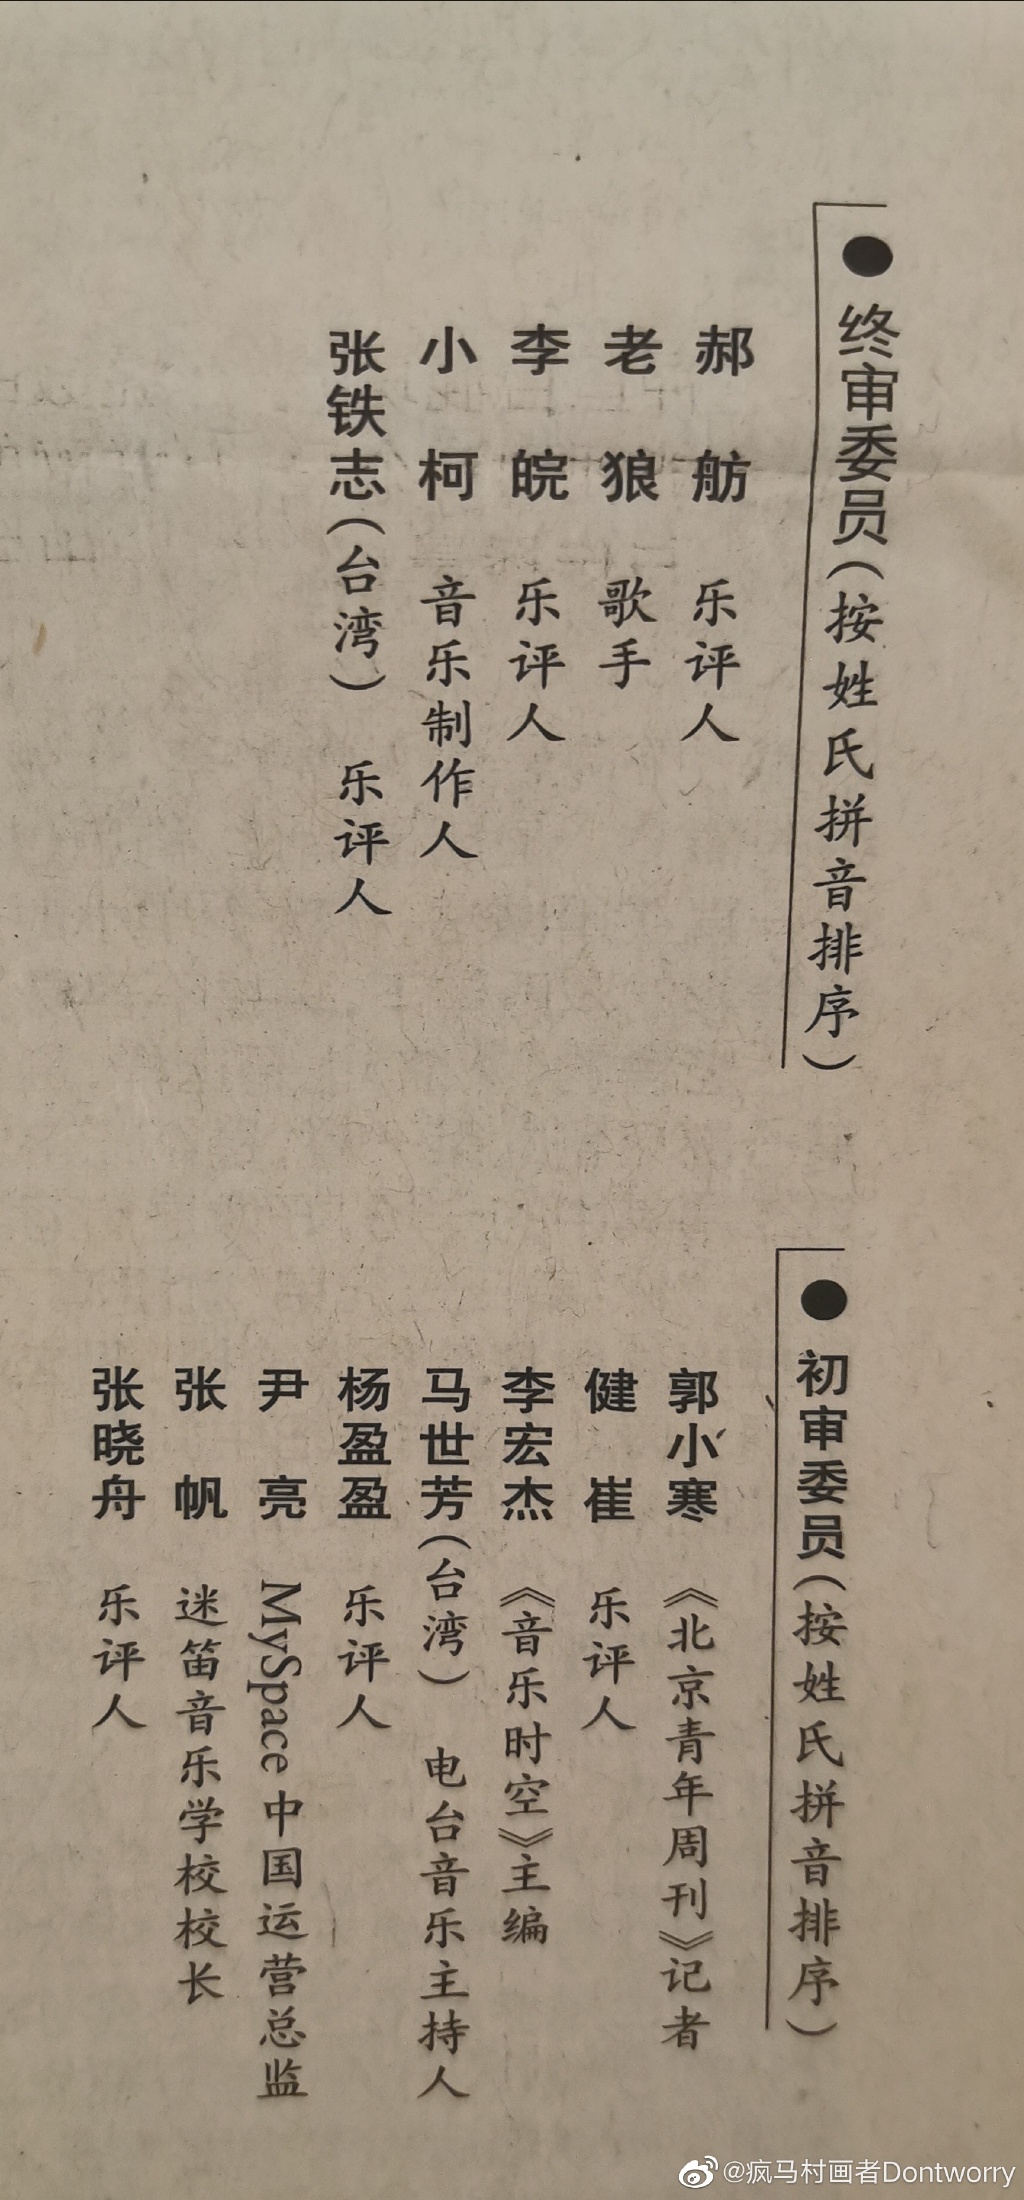 ●终审委员（按姓氏拼音排序）
郝舫 乐评人
老狼 歌手
李皖 乐评人
小柯 音乐制作人
张铁志（台湾） 乐评人
●初审委员（按姓氏拼音排序）
郭小寒 《北京青年周刊》记者
健崔 乐评人
李宏杰 《音乐时空》主编
马世芳（台湾） 电台音乐主持人
杨盈盈 乐评人
尹亮 MySpace中国运营总监
张帆 迷笛音乐学校校长
张晓舟 乐评人
@疯马村画者Dontworry